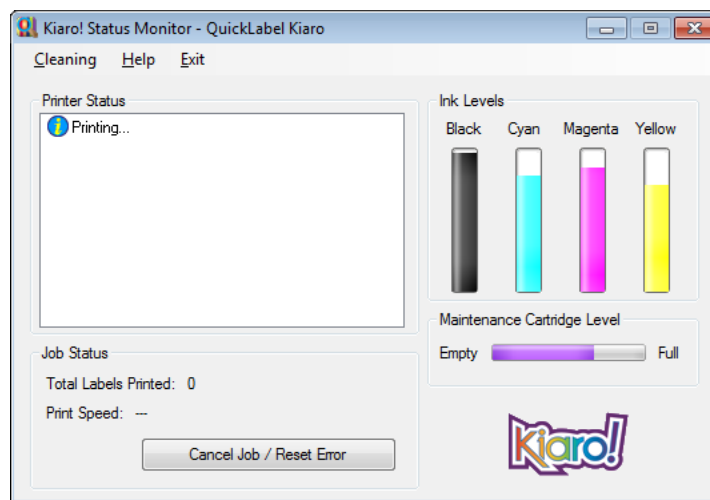 Kiaro! Status Monitor - QuickLabel Kiaro
Cleaning Help Exit
Printer Status
Printing...
Ink Levels
Black Cyan Magenta Yellow
Maintenance Cartridge Level
Empty Full
Job Status
Total Labels Printed: 0
Print Speed: ---
Cancel Job / Reset Error
Kiaro!